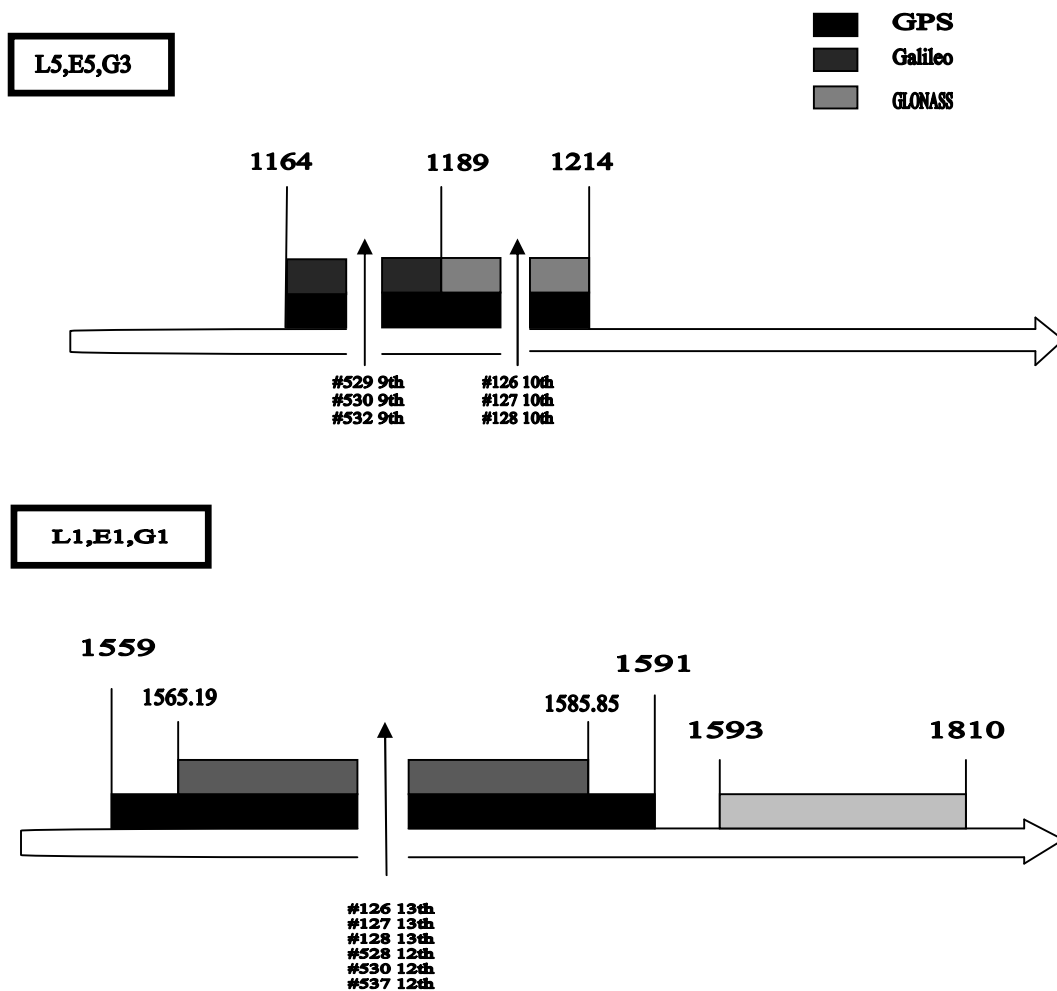 GPS
L5,E5,G3
Galileo
GLONASS
1164
1189
1214
#529 9th
#530 9th
#532 9th
#126 10th
#127 10th
#128 10th
L1,E1,G1
1559
1591
1565.19
1585.85
1593
1810
#126 13th
#127 13th
#128 13th
#528 12th
#530 12th
#537 12th